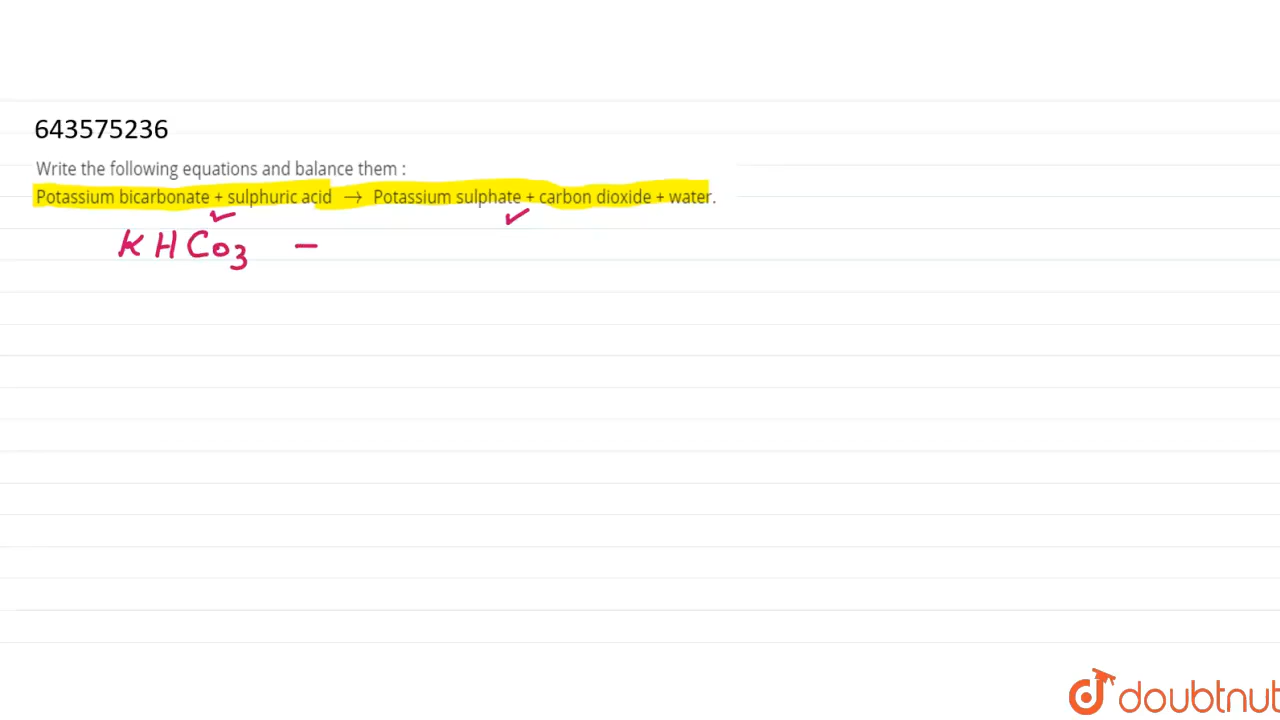 643575236
Write the following equations and balance them :
Potassium bicarbonate + sulphuric acid → Potassium sulphate + carbon dioxide + water.
KHCo3 -
doubtnut